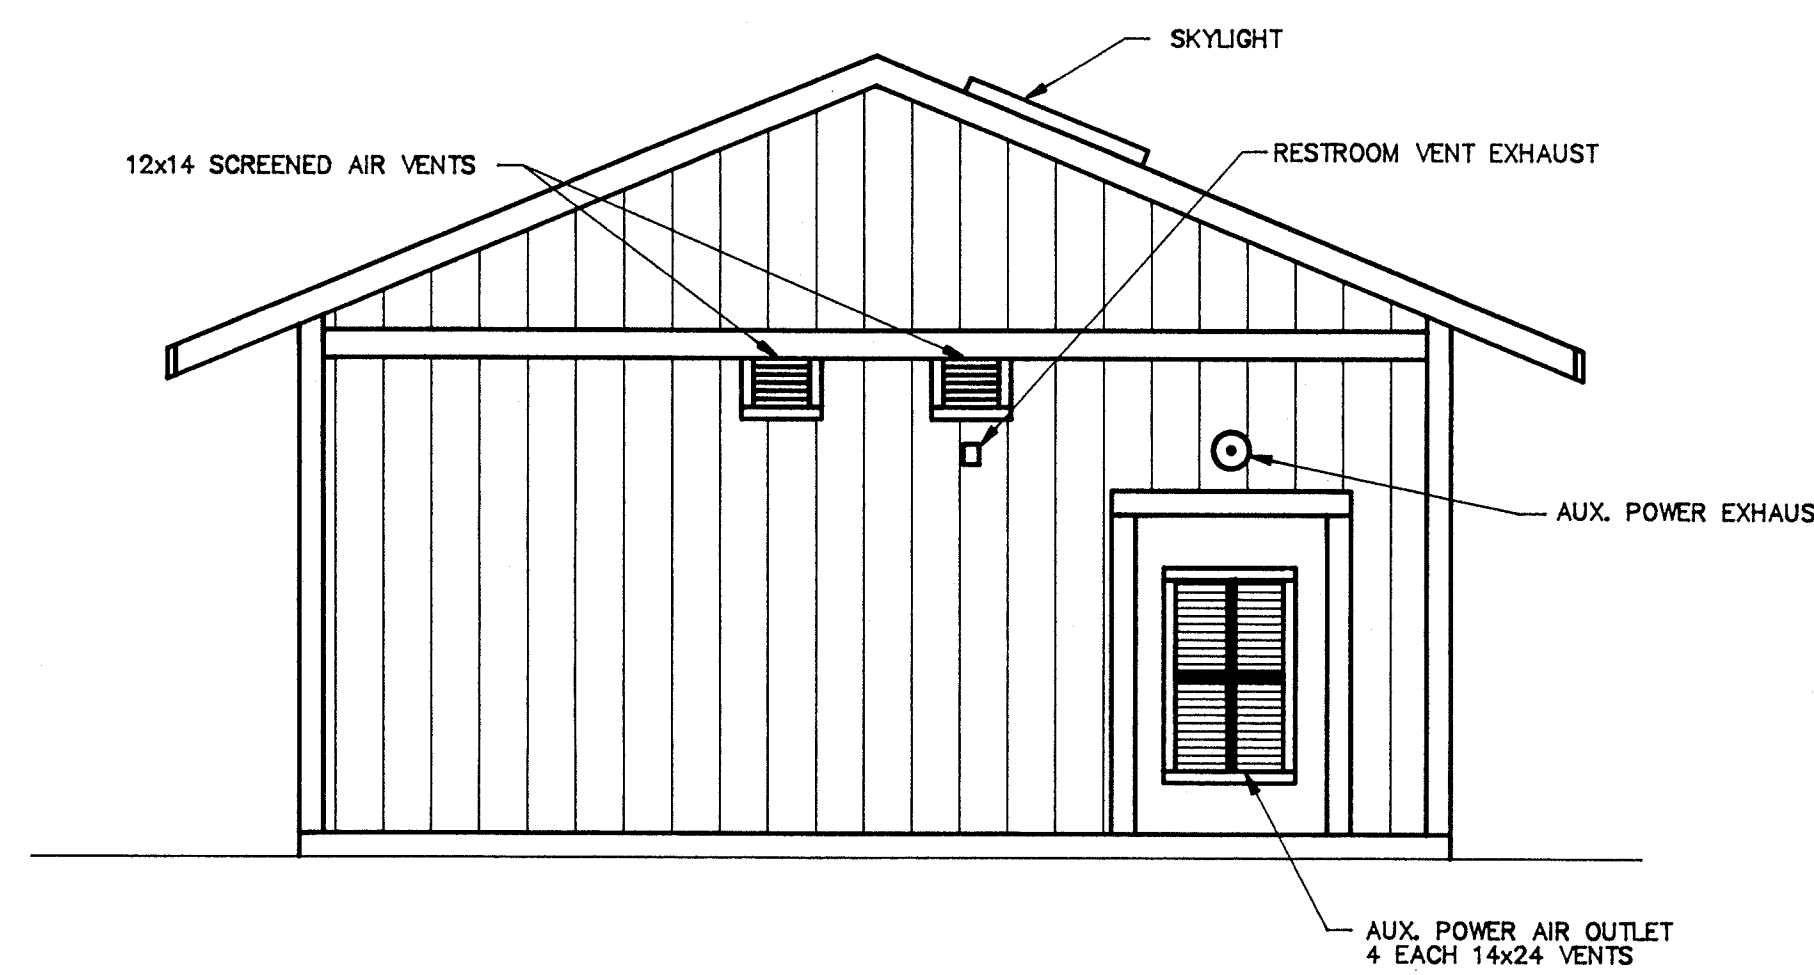 SKYLIGHT
12x14 SCREENED AIR VENTS
RESTROOM VENT EXHAUST
AUX. POWER EXHAUS
AUX. POWER AIR OUTLET
4 EACH 14x24 VENTS